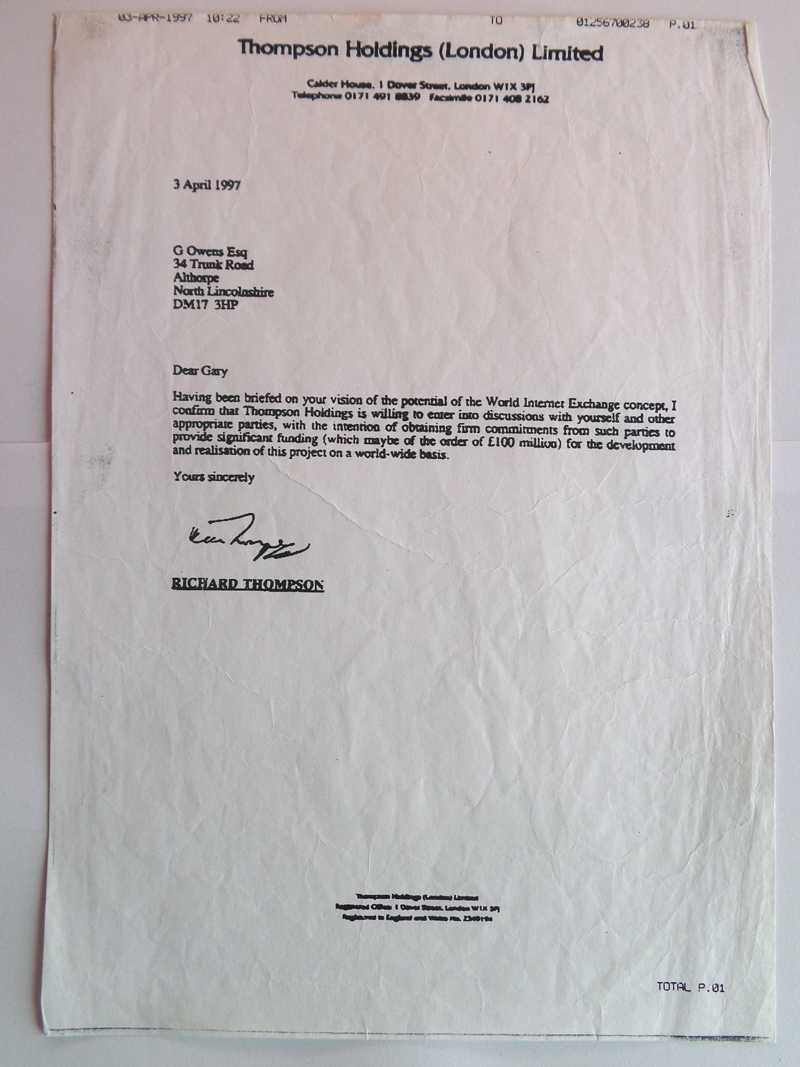 03-APR-1997 10:22 FROM TO 01256700238 P.01
Thompson Holdings (London) Limited
Calder House, 1 Dover Street, London W1X 3PJ
Telephone 0171 491 8839 Facsimile 0171 408 2162
3 April 1997
G Owens Esq
34 Trunk Road
Althorpe
North Lincolnshire
DM17 3HP
Dear Gary
Having been briefed on your vision of the potential of the World Internet Exchange concept, I
confirm that Thompson Holdings is willing to enter into discussions with yourself and other
appropriate parties, with the intention of obtaining firm commitments from such parties to
provide significant funding (which maybe of the order of £100 million) for the development
and realisation of this project on a world-wide basis.
Yours sincerely
RICHARD THOMPSON
Thompson Holdings (London) Limited
Registered Office: 1 Dover Street, London W1X 3PJ
Registered in England and Wales No.
TOTAL P.01